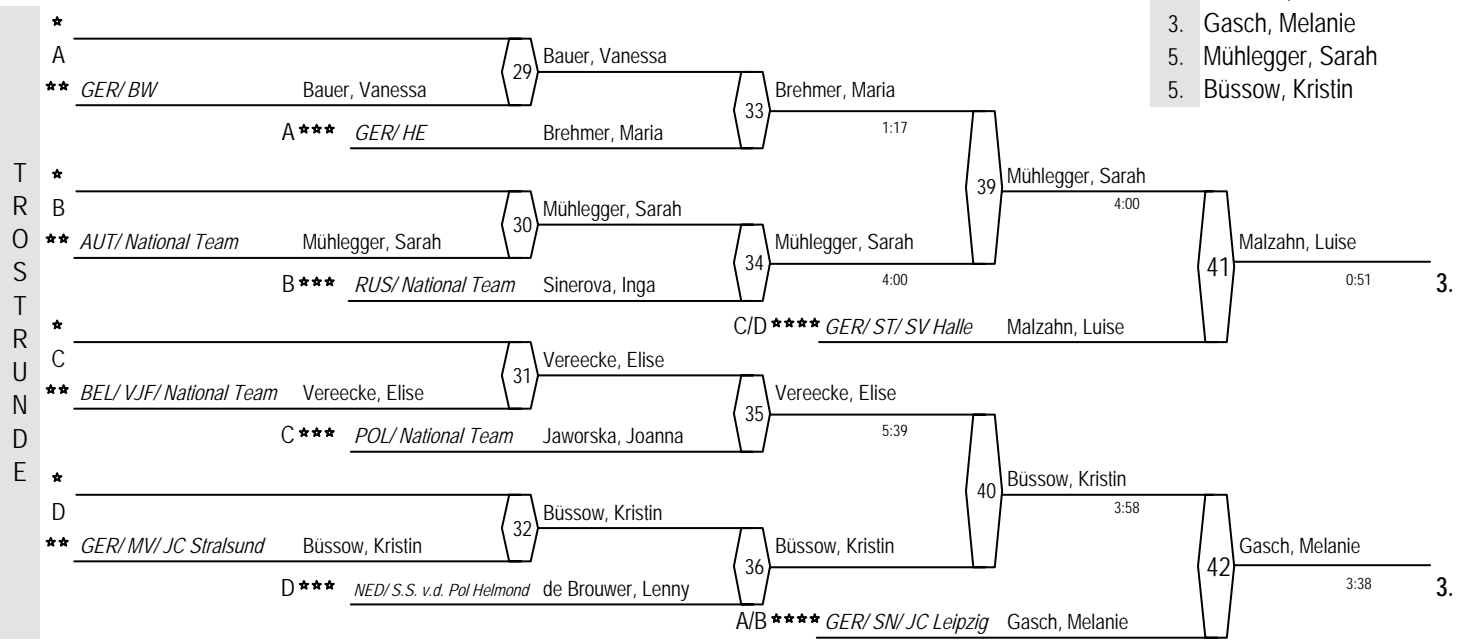 3. Gasch, Melanie
5. Mühlegger, Sarah
5. Büssow, Kristin
TROSTRUNDE
*
A
** GER/ BW Bauer, Vanessa
29
Bauer, Vanessa
A *** GER/ HE Brehmer, Maria
33
Brehmer, Maria
1:17
*
B
** AUT/ National Team Mühlegger, Sarah
30
Mühlegger, Sarah
B *** RUS/ National Team Sinerova, Inga
34
Mühlegger, Sarah
4:00
39
Mühlegger, Sarah
4:00
C/D **** GER/ ST/ SV Halle Malzahn, Luise
41
Malzahn, Luise
0:51 3.
*
C
** BEL/ VJF/ National Team Vereecke, Elise
31
Vereecke, Elise
C *** POL/ National Team Jaworska, Joanna
35
Vereecke, Elise
5:39
*
D
** GER/ MV/ JC Stralsund Büssow, Kristin
32
Büssow, Kristin
D *** NED/ S.S. v.d. Pol Helmond de Brouwer, Lenny
36
Büssow, Kristin
40
Büssow, Kristin
3:58
A/B **** GER/ SN/ JC Leipzig Gasch, Melanie
42
Gasch, Melanie
3:38 3.